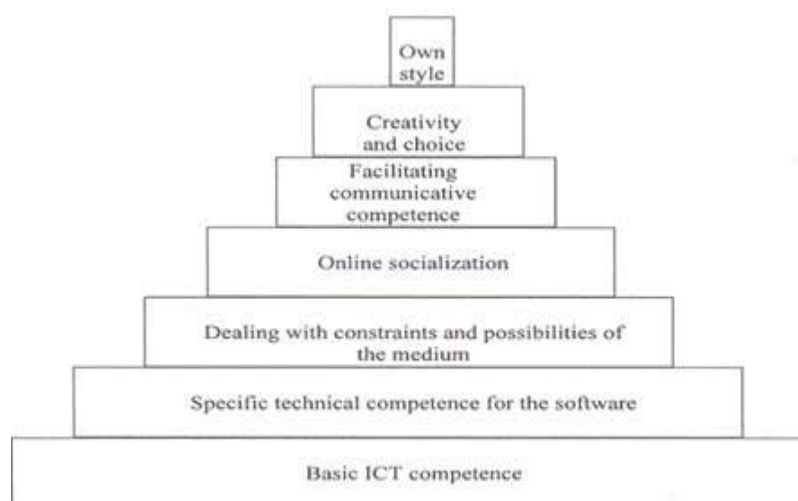 Own
style
Creativity
and choice
Facilitating
communicative
competence
Online socialization
Dealing with constraints and possibilities of
the medium
Specific technical competence for the software
Basic ICT competence